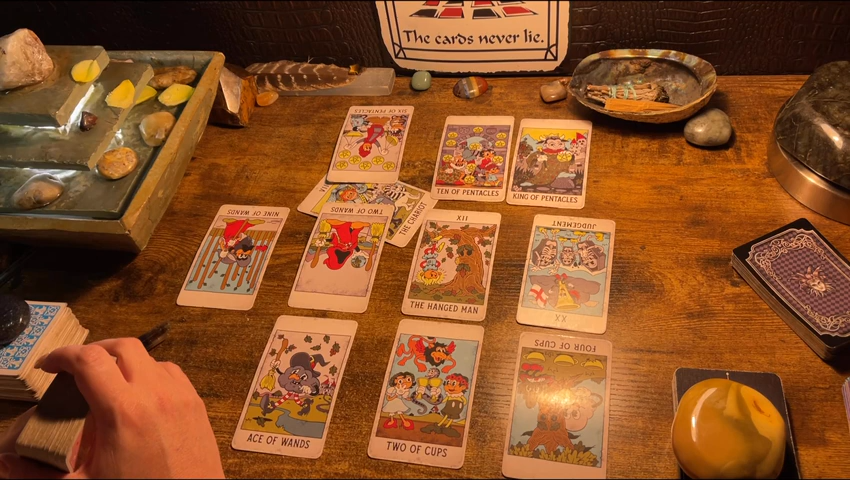 The cards never lie.
SIX OF PENTACLES
TEN OF PENTACLES
KING OF PENTACLES
THE CHARIOT
NINE OF WANDS
TWO OF WANDS
XII
THE HANGED MAN
JUDGEMENT
XX
ACE OF WANDS
TWO OF CUPS
FOUR OF CUPS